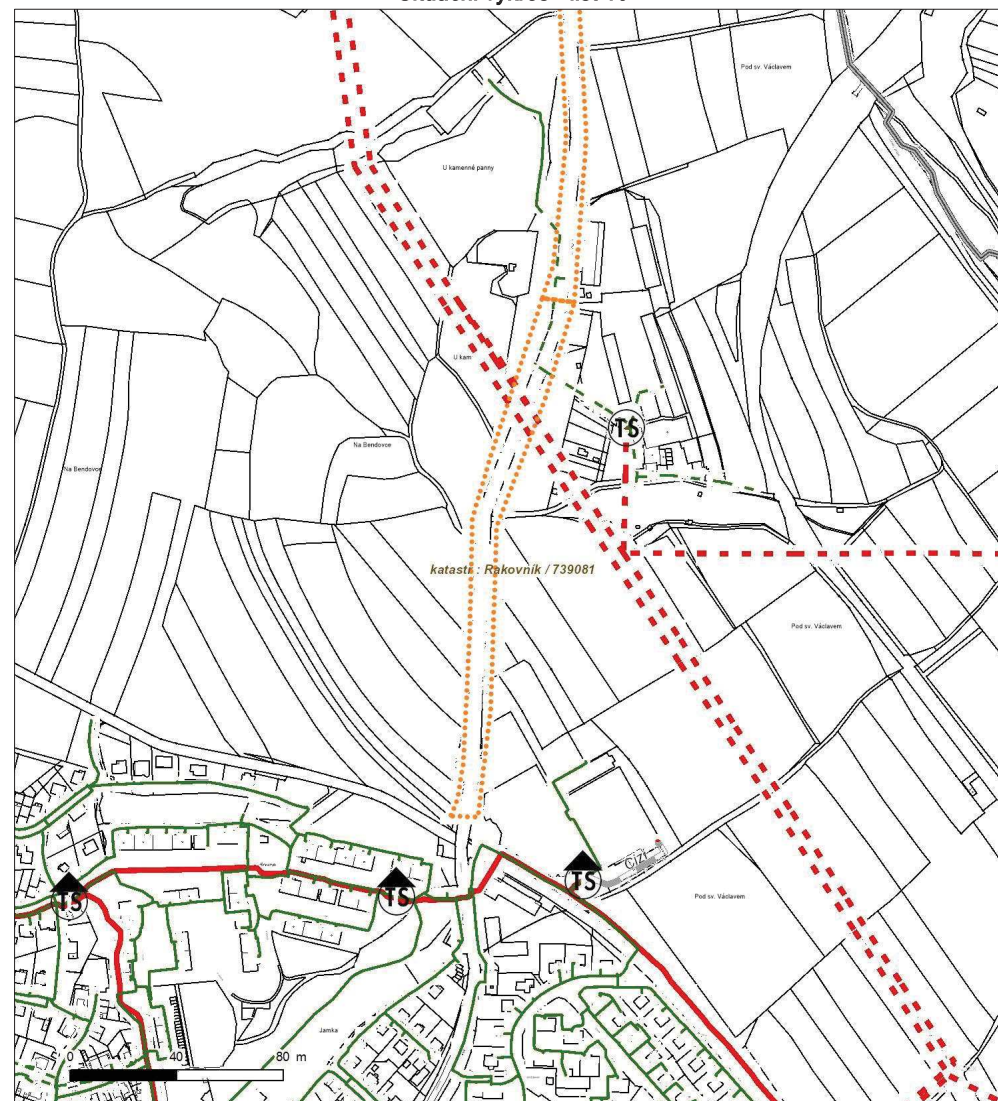 Pod sv. Václavem
U kamenné panny
U kam
Na Bendovce
Na Bendovce
TS
katastr : Rakovník / 739081
Pod sv. Václavem
Cizí
TS
TS
TS
Pod sv. Václavem
Jamka
0 40 80 m